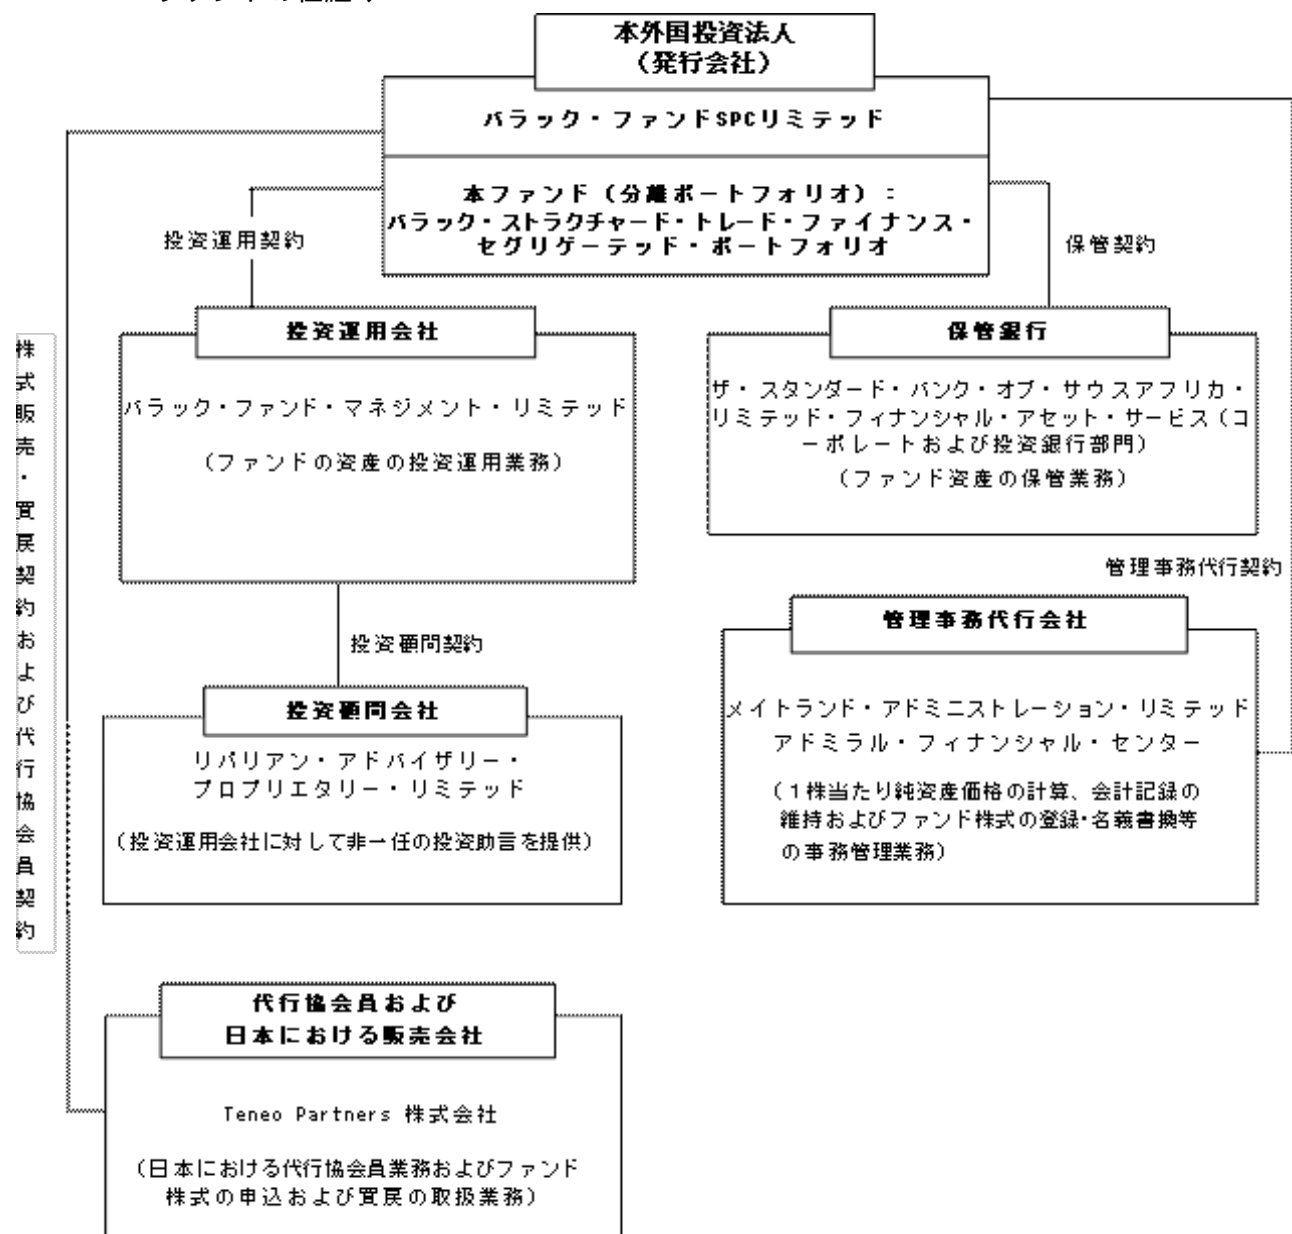 本外国投資法人
（発行会社）
バラック・ファンドSPCリミテッド
本ファンド（分離ポートフォリオ）：
バラック・ストラクチャード・トレード・ファイナンス・
セグリゲーテッド・ポートフォリオ
投資運用契約
保管契約
投資運用会社
バラック・ファンド・マネジメント・リミテッド
（ファンドの資産の投資運用業務）
保管銀行
ザ・スタンダード・バンク・オブ・サウスアフリカ・
リミテッド・フィナンシャル・アセット・サービス（コ
ーポレートおよび投資銀行部門）
（ファンド資産の保管業務）
株式販売・買戻契約および代行協会員契約
管理事務代行契約
投資顧問契約
管理事務代行会社
メイトランド・アドミニストレーション・リミテッド
アドミラル・フィナンシャル・センター
（１株当たり純資産価格の計算、会計記録の
維持およびファンド株式の登録・名義書換等
の事務管理業務）
投資顧問会社
リパリアン・アドバイザリー・
プロプリエタリー・リミテッド
（投資運用会社に対して非一任の投資助言を提供）
代行協会員および
日本における販売会社
Teneo Partners 株式会社
（日本における代行協会員業務およびファンド
株式の申込および買戻の取扱業務）